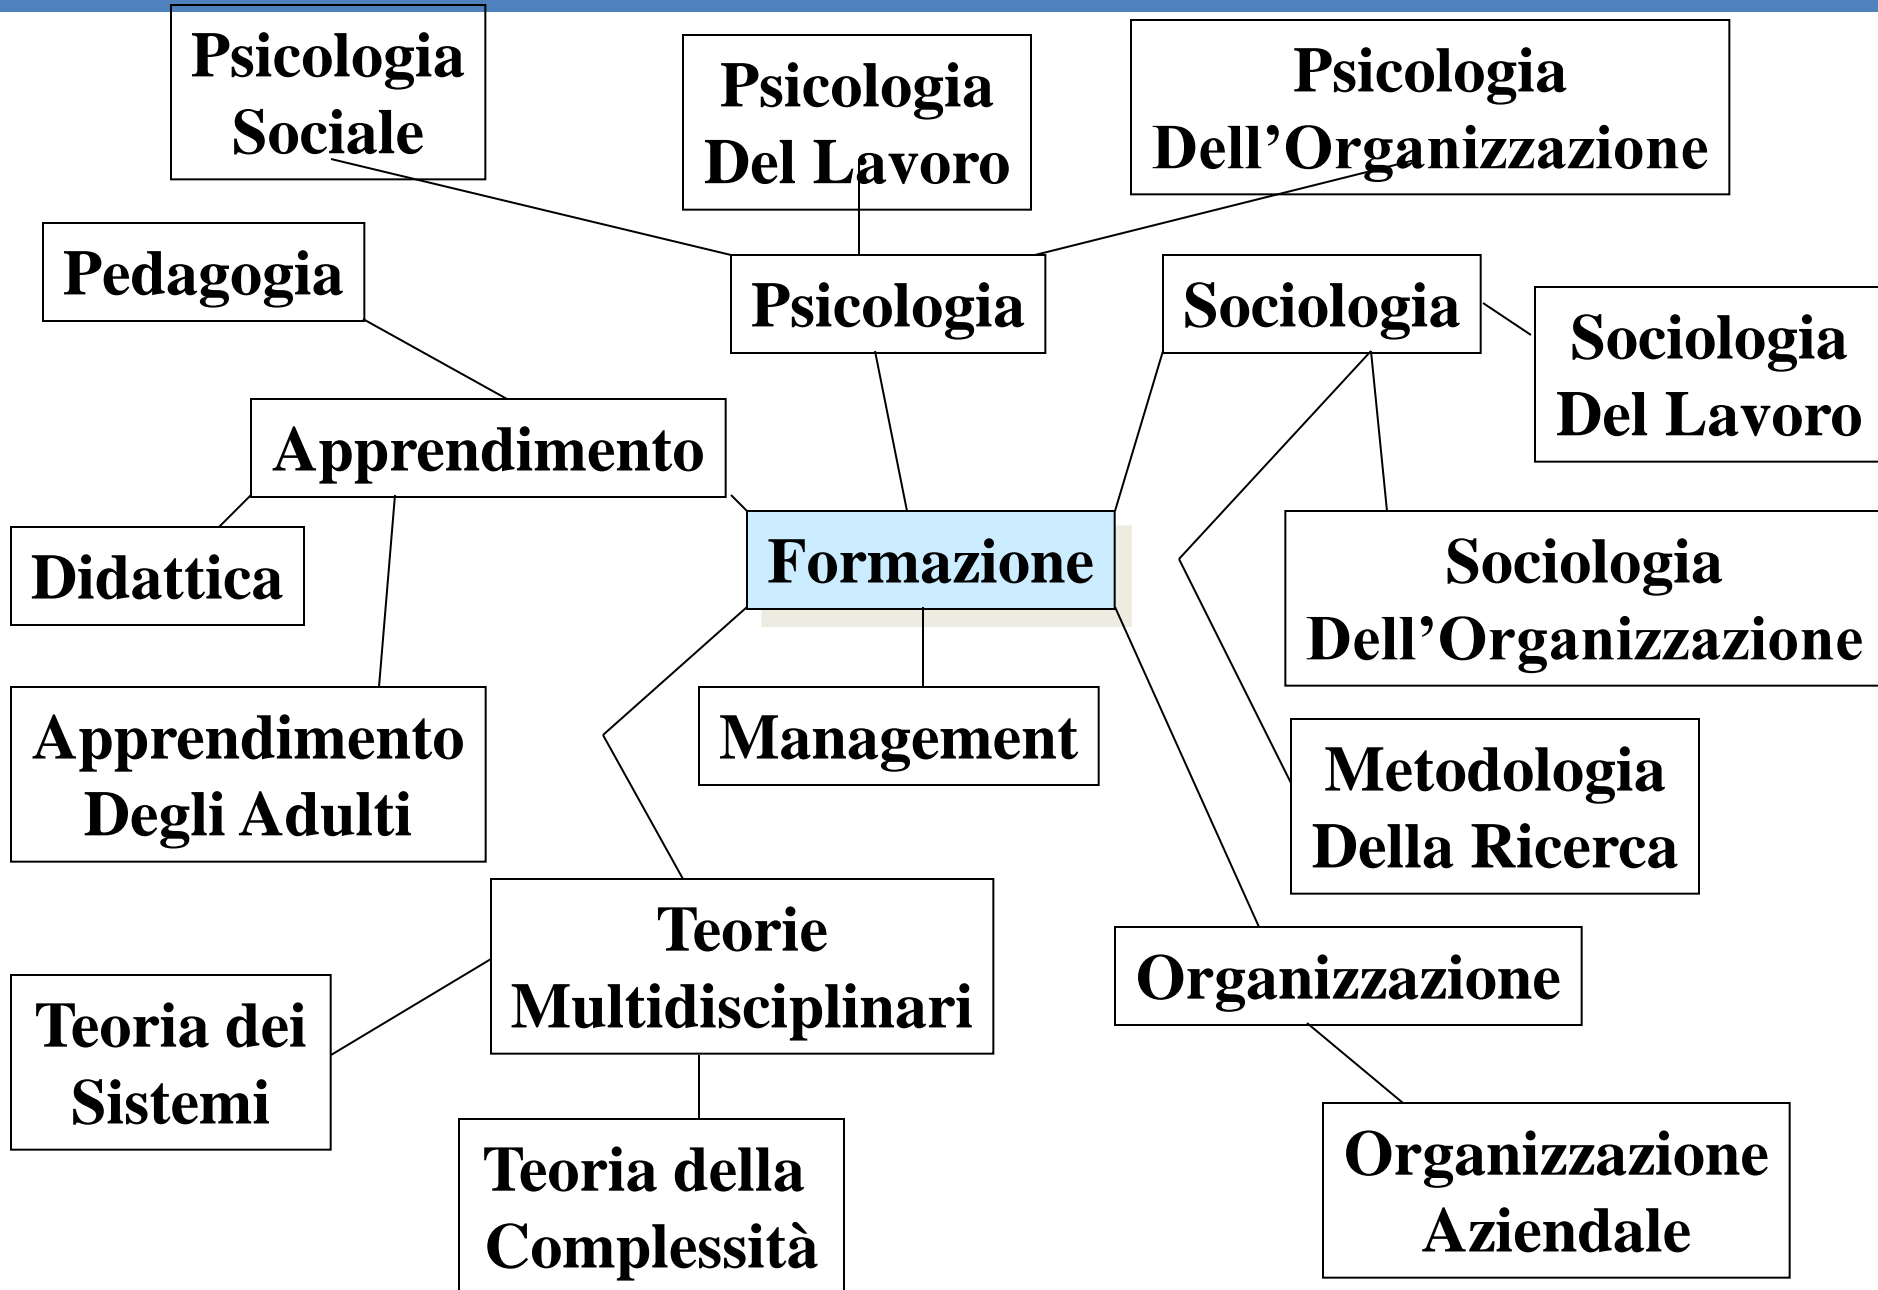 Psicologia
Sociale
Psicologia
Del Lavoro
Psicologia
Dell’Organizzazione
Pedagogia
Psicologia
Sociologia
Sociologia
Del Lavoro
Apprendimento
Formazione
Didattica
Sociologia
Dell’Organizzazione
Apprendimento
Degli Adulti
Management
Metodologia
Della Ricerca
Teorie
Multidisciplinari
Organizzazione
Teoria dei
Sistemi
Teoria della
Complessità
Organizzazione
Aziendale